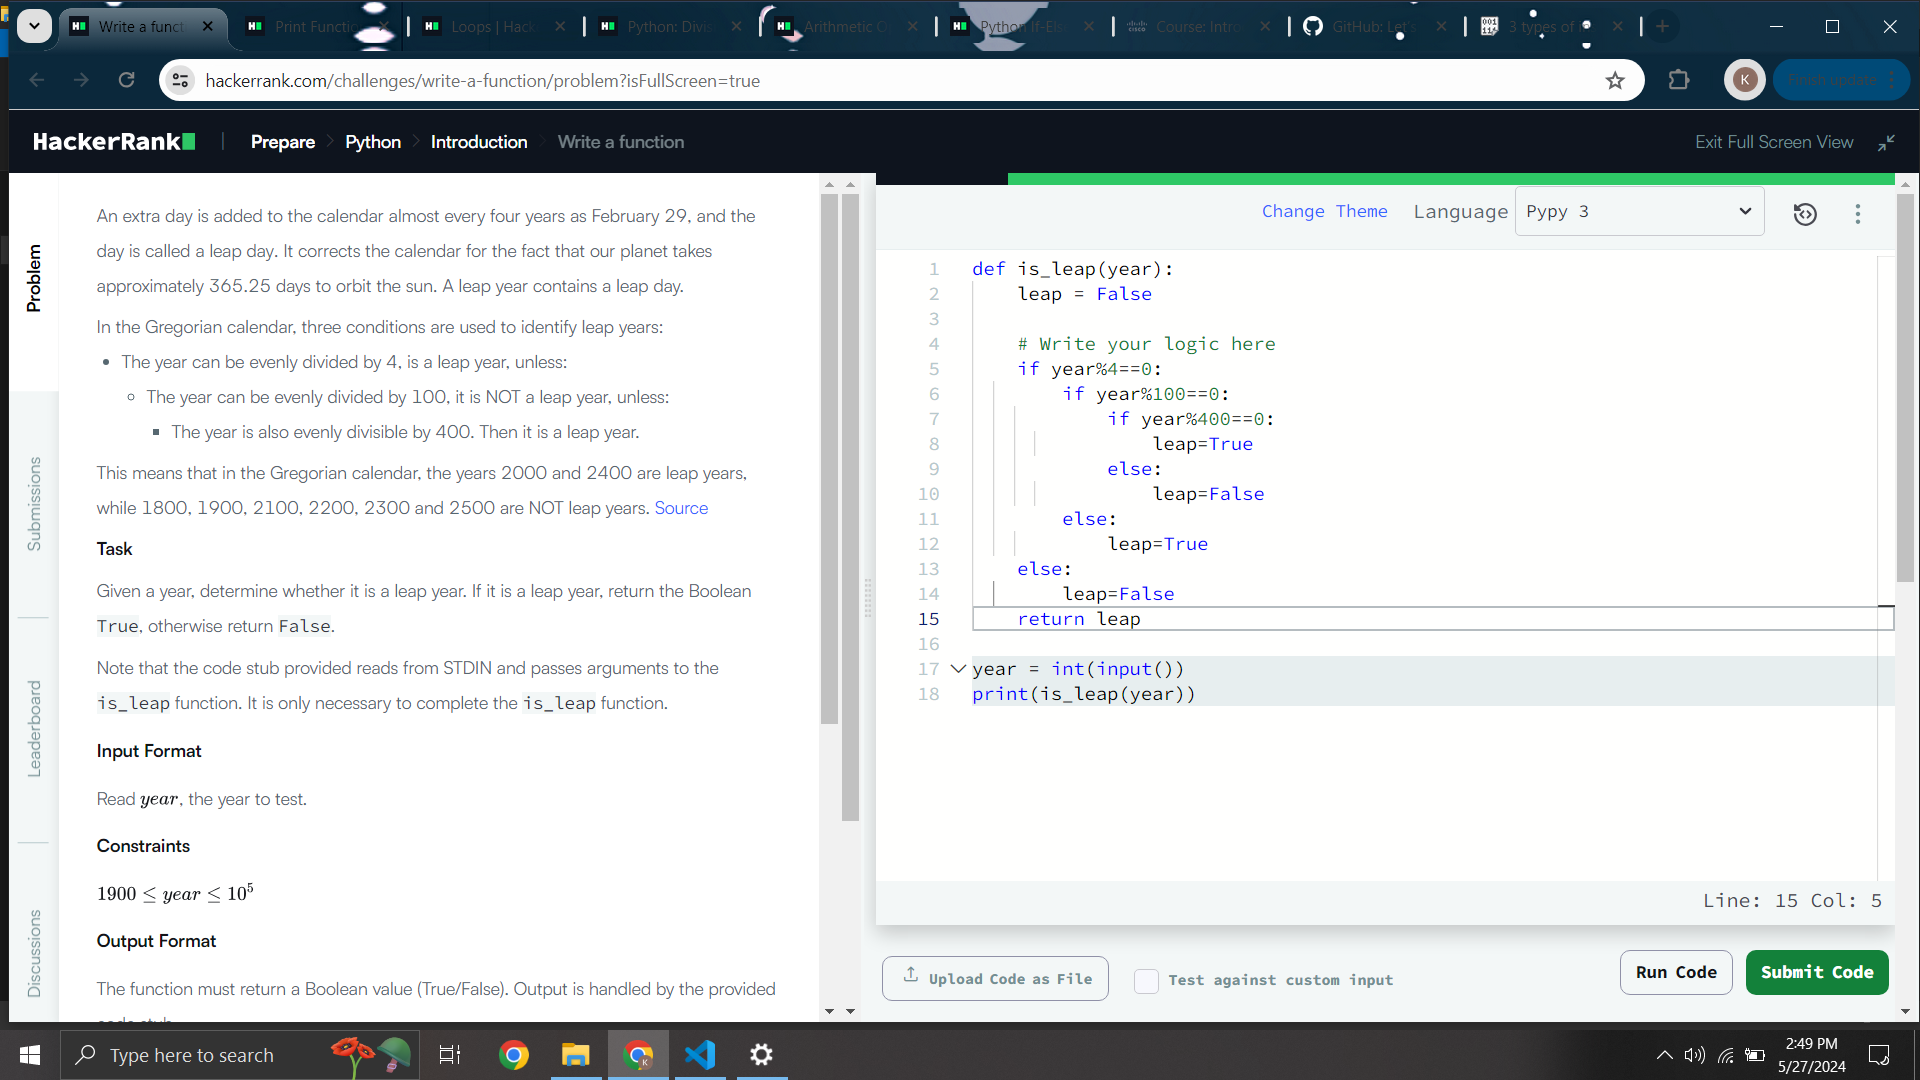 Write a funct
Print Functio
Loops | Hack
Python: Divis
Arithmetic O
Python If-Els
Course: Intro
GitHub: Let's
3 types of
hackerrank.com/challenges/write-a-function/problem?isFullScreen=true
K
Finish update
HackerRank
Prepare
Python
Introduction
Write a function
Exit Full Screen View
Problem
Submissions
Leaderboard
Discussions
An extra day is added to the calendar almost every four years as February 29, and the
day is called a leap day. It corrects the calendar for the fact that our planet takes
approximately 365.25 days to orbit the sun. A leap year contains a leap day.
In the Gregorian calendar, three conditions are used to identify leap years:
The year can be evenly divided by 4, is a leap year, unless:
The year can be evenly divided by 100, it is NOT a leap year, unless:
The year is also evenly divisible by 400. Then it is a leap year.
This means that in the Gregorian calendar, the years 2000 and 2400 are leap years,
while 1800, 1900, 2100, 2200, 2300 and 2500 are NOT leap years. Source
Task
Given a year, determine whether it is a leap year. If it is a leap year, return the Boolean
True, otherwise return False.
Note that the code stub provided reads from STDIN and passes arguments to the
is_leap function. It is only necessary to complete the is_leap function.
Input Format
Read year, the year to test.
Constraints
1900 ≤ year ≤ 10⁵
Output Format
The function must return a Boolean value (True/False). Output is handled by the provided
code stub.
Change Theme
Language
Pypy 3
1 def is_leap(year):
2     leap = False
3
4     # Write your logic here
5     if year%4==0:
6         if year%100==0:
7             if year%400==0:
8                 leap=True
9             else:
10                 leap=False
11         else:
12             leap=True
13     else:
14         leap=False
15     return leap
16
17 year = int(input())
18 print(is_leap(year))
Line: 15 Col: 5
Upload Code as File
Test against custom input
Run Code
Submit Code
Type here to search
2:49 PM
5/27/2024